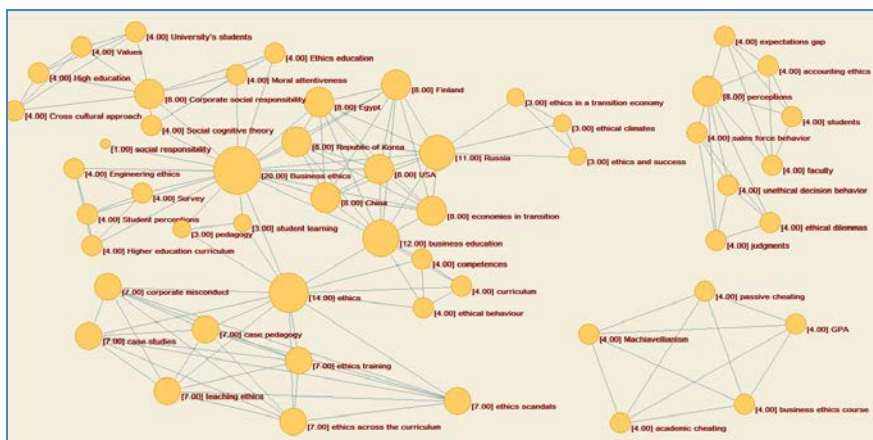 [4.00] University's students
[4.00] Values
[4.00] High education
[4.00] Cross cultural approach
[8.00] Corporate social responsibility
[4.00] Ethics education
[4.00] Moral attentiveness
[4.00] Social cognitive theory
[1.00] social responsibility
[8.00] Egypt
[8.00] Finland
[8.00] Republic of Korea
[8.00] USA
[11.00] Russia
[20.00] Business ethics
[8.00] China
[8.00] economies in transition
[3.00] ethics in a transition economy
[3.00] ethical climates
[3.00] ethics and success
[4.00] Engineering ethics
[4.00] Survey
[4.00] Student perceptions
[4.00] Higher education curriculum
[3.00] pedagogy
[3.00] student learning
[12.00] business education
[4.00] competences
[4.00] curriculum
[4.00] ethical behaviour
[14.00] ethics
[7.00] corporate misconduct
[7.00] case studies
[7.00] case pedagogy
[7.00] ethics training
[7.00] teaching ethics
[7.00] ethics scandals
[7.00] ethics across the curriculum
[4.00] expectations gap
[4.00] accounting ethics
[8.00] perceptions
[4.00] students
[4.00] sales force behavior
[4.00] faculty
[4.00] unethical decision behavior
[4.00] ethical dilemmas
[4.00] judgments
[4.00] passive cheating
[4.00] GPA
[4.00] Machiavellianism
[4.00] business ethics course
[4.00] academic cheating